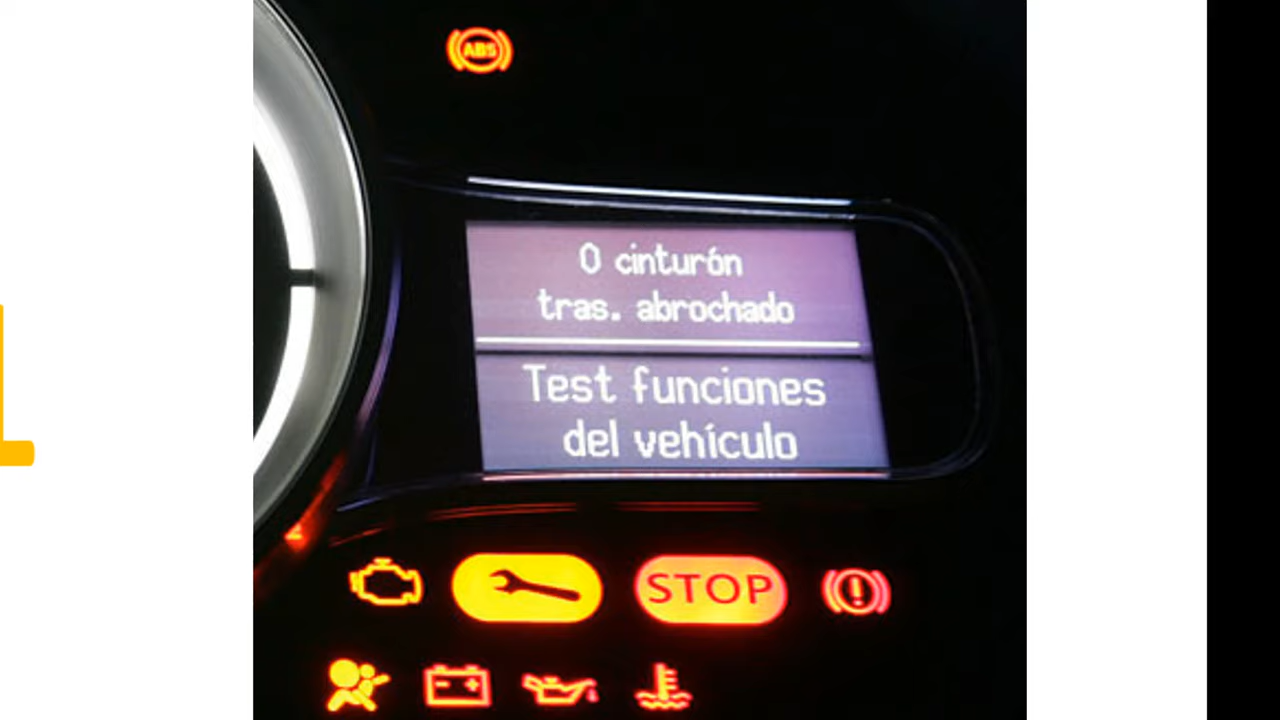 ABS
0 cinturón
tras. abrochado
Test funciones
del vehículo
STOP